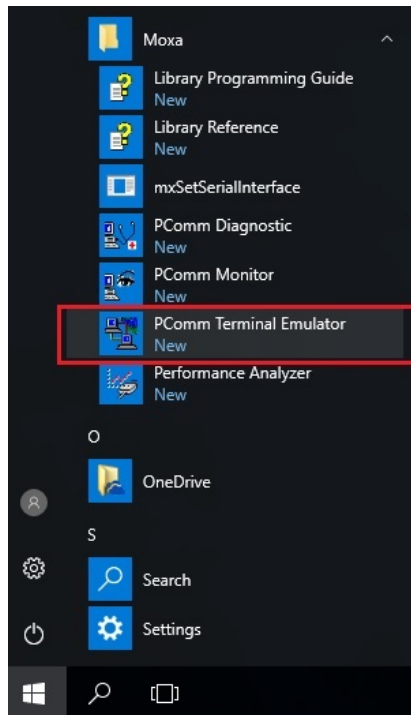 Moxa
Library Programming Guide
New
Library Reference
New
mxSetSerialInterface
PComm Diagnostic
New
PComm Monitor
New
PComm Terminal Emulator
New
Performance Analyzer
New
O
OneDrive
S
Search
Settings